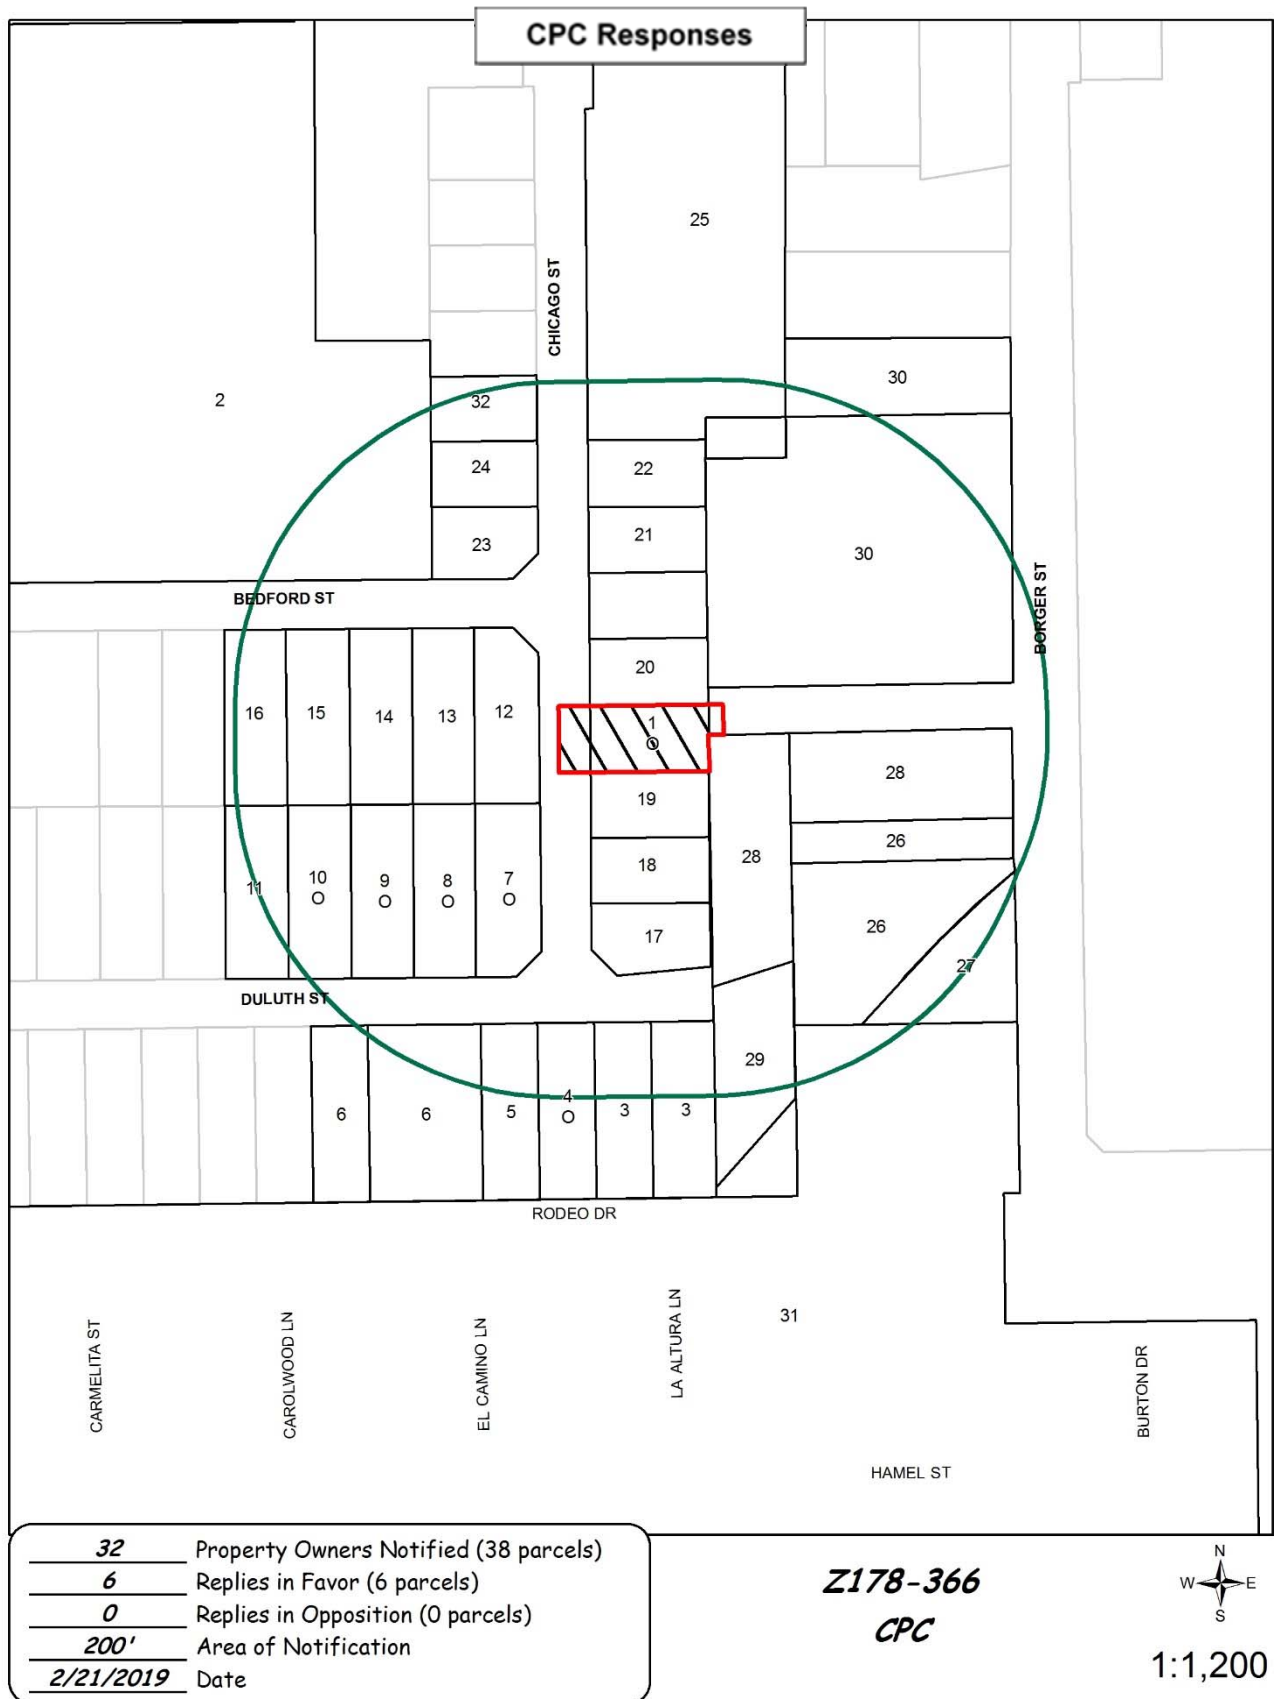 CPC Responses
25
CHICAGO ST
30
2
32
24
22
21
23
30
BEDFORD ST
BORGER ST
20
16
15
14
13
12
1
O
28
19
26
28
18
11
10
O
9
O
8
O
7
O
26
17
27
DULUTH ST
29
6
6
5
4
O
3
3
RODEO DR
31
CARMELITA ST
CAROLWOOD LN
EL CAMINO LN
LA ALTURA LN
BURTON DR
HAMEL ST
32 Property Owners Notified (38 parcels)
6 Replies in Favor (6 parcels)
0 Replies in Opposition (0 parcels)
200' Area of Notification
2/21/2019 Date
Z178-366
CPC
N
W E
S
1:1,200